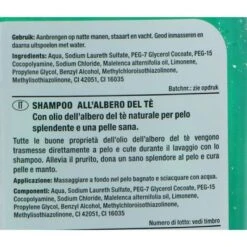 Gebruik: Aanbrengen op natte manen, staaart en vacht. Goed inmasseren en
daarna uitspoelen met water.
Ingredients: Aqua, Sodium Laureth Sulfate, PEG-7 Glycerol Cocoate, PEG-15
Cocopolyamine, Sodium Chloride, Malaleuca alternifolia oil, Limonene,
Propylene Glycol, Benzyl Alcohol, Methylchloroisothiazolinone,
Methylisothiazolinone, CI 42051, CI 16035
Batchnr.: zie opdruk
IT SHAMPOO ALL'ALBERO DEL TÈ
Con olio dell'albero del tè naturale per pelo
splendente e una pelle sana.
Tutte le buone proprietà dell'olio dell'albero del tè vengono
trasmesse direttamente a pelo e cute durante il lavaggio con lo
shampoo. Allevia il prurito, dona un sano splendore al pelo e cura
mani e petto.
Applicazione: Massaggiare a fondo nel pelo bagnato e sciacquare con acqua.
Componenti: Aqua, Sodium Laureth Sulfate, PEG-7 Glycerol Cocoate, PEG-15
Cocopolyamine, Sodium Chloride, Malaleuca alternifolia oil, Limonene,
Propylene Glycol, Benzyl Alcohol, Methylchloroisothiazolinone,
Methylisothiazolinone, CI 42051, CI 16035
Numero di lotto: vedi timbro